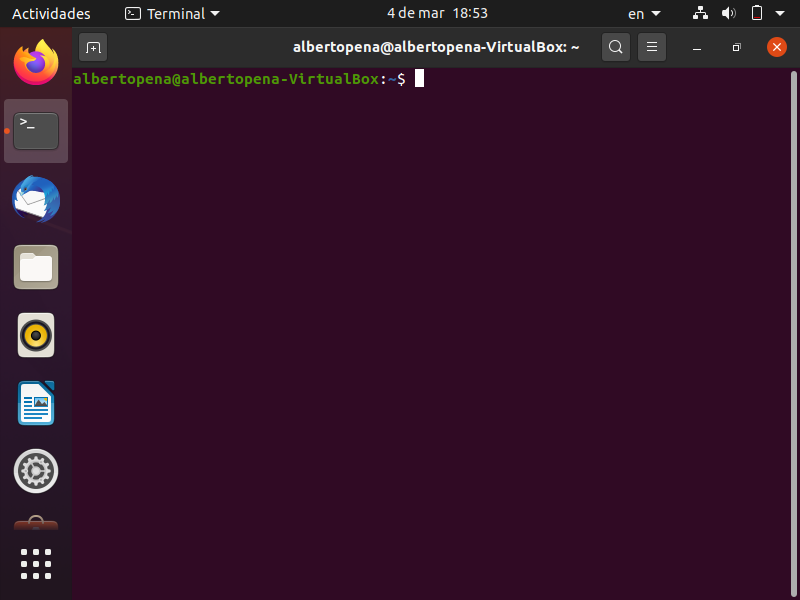 Actividades
Terminal
4 de mar 18:53
en
albertopena@albertopena-VirtualBox: ~
albertopena@albertopena-VirtualBox:~$
>_